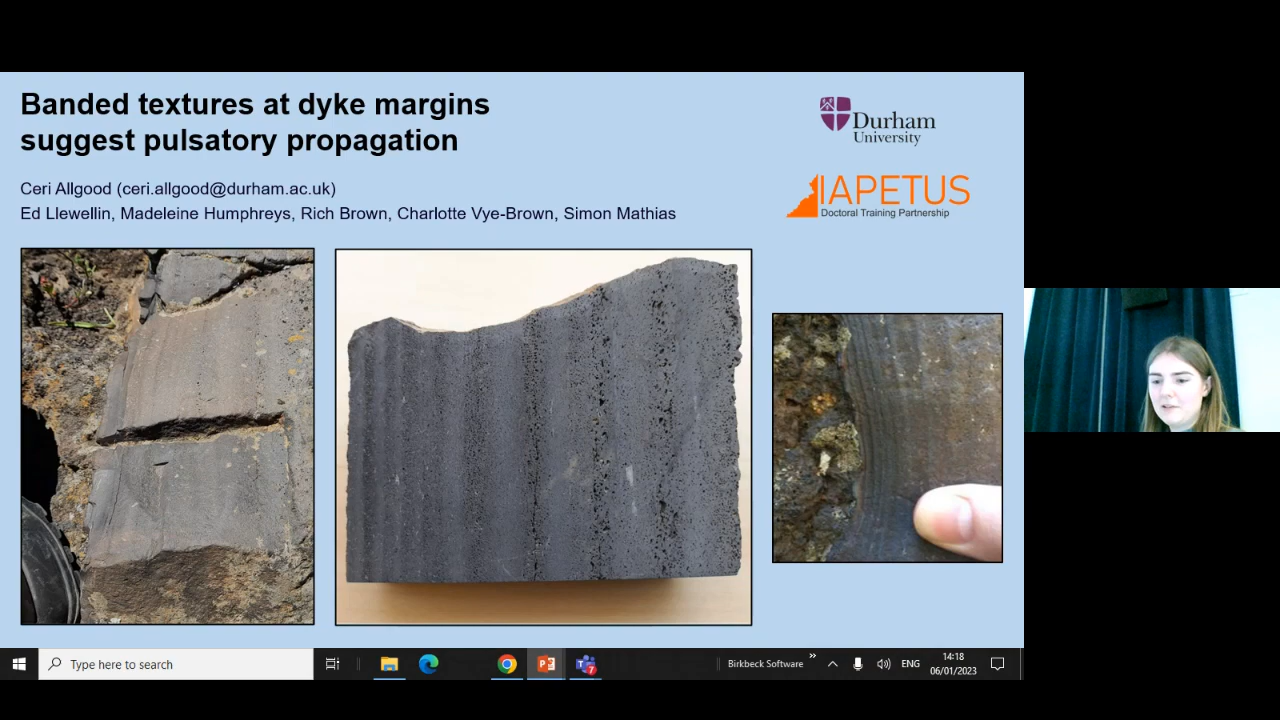 Banded textures at dyke margins
suggest pulsatory propagation
Durham
University
Ceri Allgood (ceri.allgood@durham.ac.uk)
Ed Llewellin, Madeleine Humphreys, Rich Brown, Charlotte Vye-Brown, Simon Mathias
IAPETUS
Doctoral Training Partnership
Type here to search
7
Birkbeck Software
ENG
14:18
06/01/2023